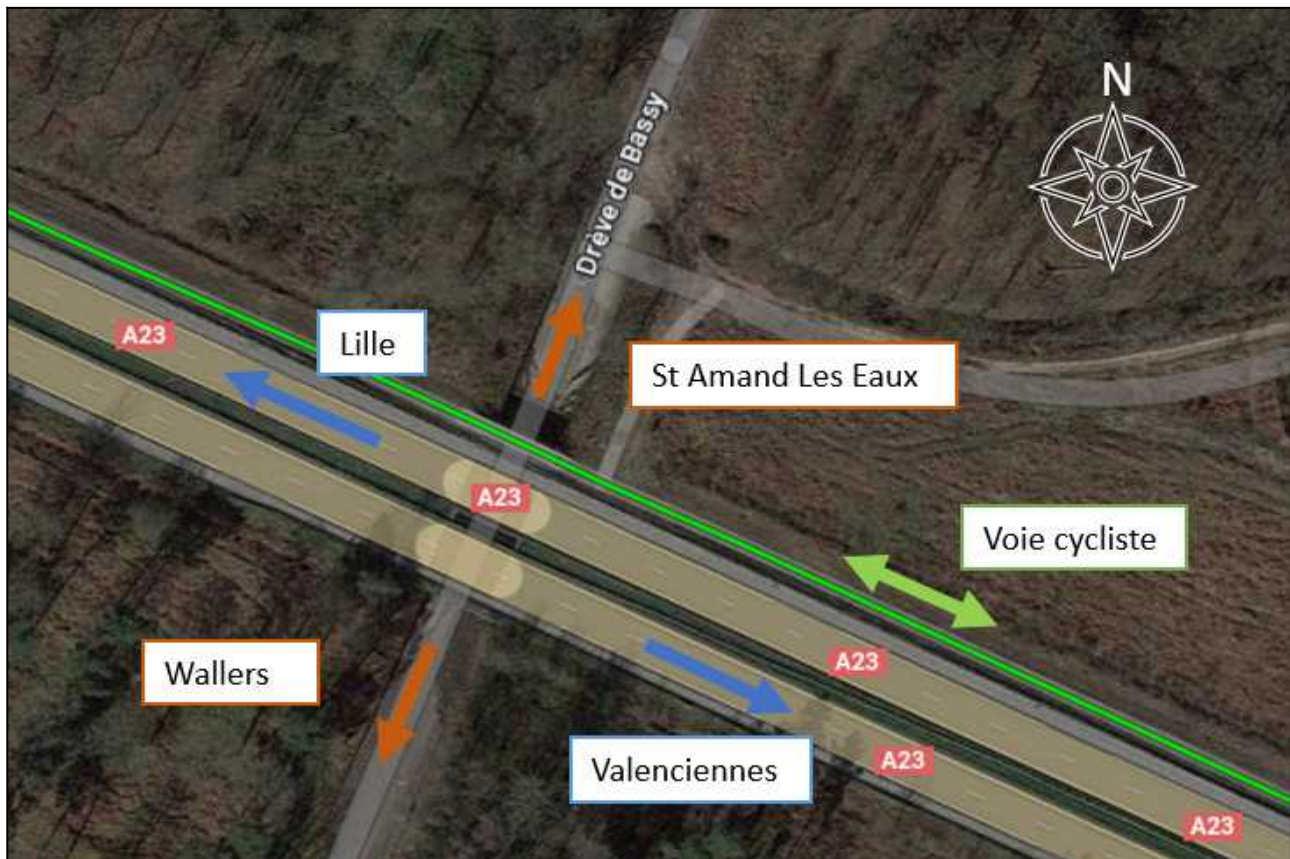 N
Drève de Bassy
A23
Lille
St Amand Les Eaux
A23
Voie cycliste
Wallers
A23
Valenciennes
A23
A23